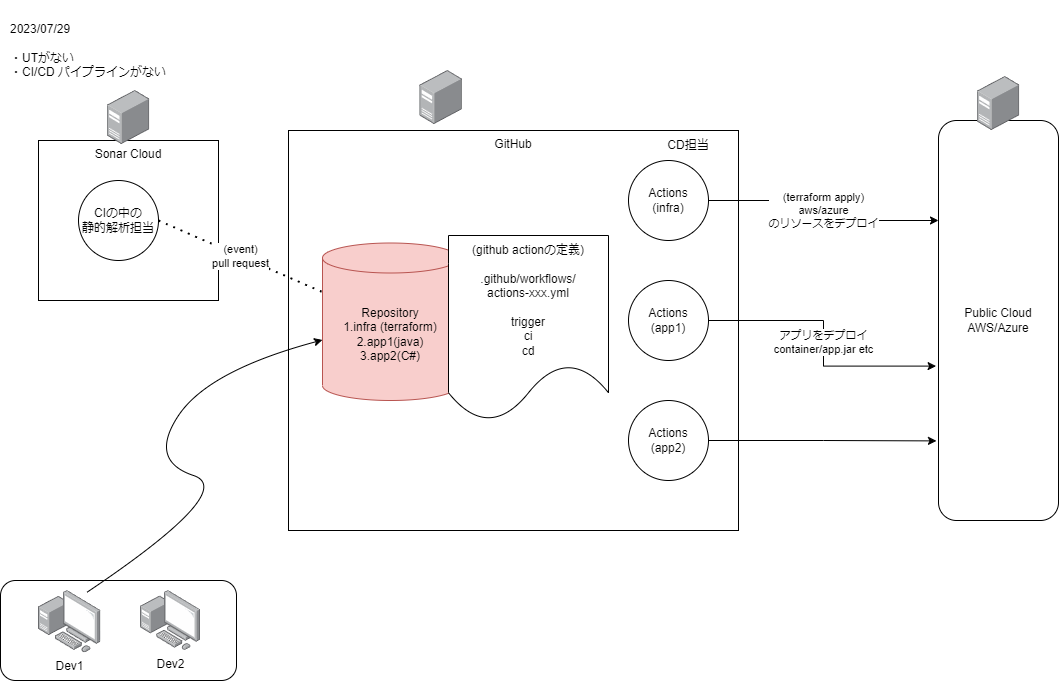 2023/07/29
・UTがない
・CI/CD パイプラインがない
Sonar Cloud
CIの中の
静的解析担当
(event)
pull request
GitHub
CD担当
Repository
1.infra (terraform)
2.app1(java)
3.app2(C#)
(github actionの定義)
.github/workflows/
actions-xxx.yml
trigger
ci
cd
Actions
(infra)
(terraform apply)
aws/azure
のリソースをデプロイ
Actions
(app1)
アプリをデプロイ
container/app.jar etc
Actions
(app2)
Public Cloud
AWS/Azure
Dev1
Dev2